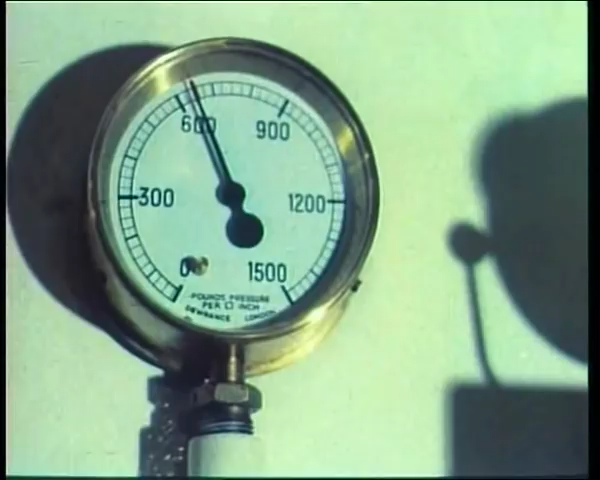 600
900
300
1200
0
1500
POUNDS PRESSURE
PER □ INCH
DEWRANCE LONDON